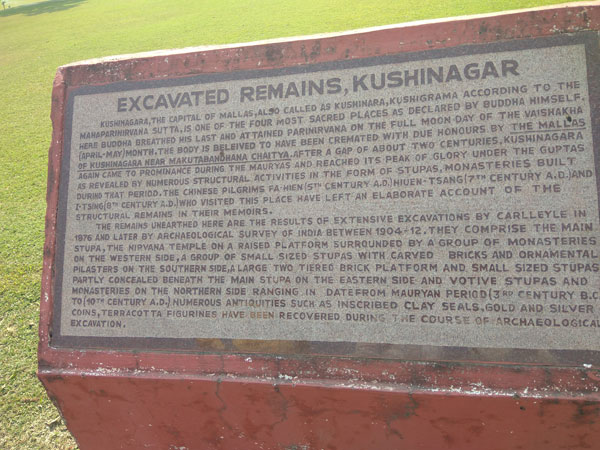 EXCAVATED REMAINS, KUSHINAGAR
KUSHINAGARA, THE CAPITAL OF MALLAS, ALSO CALLED AS KUSHINARA, KUSHIGRAMA ACCORDING TO THE
MAHAPARINIRVANA SUTTA, IS ONE OF THE FOUR MOST SACRED PLACES AS DECLARED BY BUDDHA HIMSELF.
HERE BUDDHA BREATHED HIS LAST AND ATTAINED PARINIRVANA ON THE FULL MOON-DAY OF THE VAISHAKHA
(APRIL-MAY) MONTH. THE BODY IS BELEIVED TO HAVE BEEN CREMATED WITH DUE HONOURS BY THE MALLAS
OF KUSHINAGARA NEAR MAKUTABANDHANA CHAITYA. AFTER A GAP OF ABOUT TWO CENTURIES, KUSHINAGARA
AGAIN CAME TO PROMINANCE DURING THE MAURYAS AND REACHED ITS PEAK OF GLORY UNDER THE GUPTAS
AS REVEALED BY NUMEROUS STRUCTURAL ACTIVITIES IN THE FORM OF STUPAS, MONASTERIES BUILT
DURING THAT PERIOD. THE CHINESE PILGRIMS FA-HIEN (5TH CENTURY A.D.) HIUEN-TSANG (7TH CENTURY A.D.) AND
I-TSING (8TH CENTURY A.D.) WHO VISITED THIS PLACE HAVE LEFT AN ELABORATE ACCOUNT OF THE
STRUCTURAL REMAINS IN THEIR MEMOIRS.
THE REMAINS UNEARTHED HERE ARE THE RESULTS OF EXTENSIVE EXCAVATIONS BY CARLLEYLE IN
1876 AND LATER BY ARCHAEOLOGICAL SURVEY OF INDIA BETWEEN 1904-12. THEY COMPRISE THE MAIN
STUPA, THE NIRVANA TEMPLE ON A RAISED PLATFORM SURROUNDED BY A GROUP OF MONASTERIES
ON THE WESTERN SIDE, A GROUP OF SMALL SIZED STUPAS WITH CARVED BRICKS AND ORNAMENTAL
PILASTERS ON THE SOUTHERN SIDE, A LARGE TWO TIERED BRICK PLATFORM AND SMALL SIZED STUPAS
PARTLY CONCEALED BENEATH THE MAIN STUPA ON THE EASTERN SIDE AND VOTIVE STUPAS AND
MONASTERIES ON THE NORTHERN SIDE RANGING IN DATE FROM MAURYAN PERIOD (3RD CENTURY B.C.
TO (10TH CENTURY A.D.) NUMEROUS ANTIQUITIES SUCH AS INSCRIBED CLAY SEALS, GOLD AND SILVER
COINS, TERRACOTTA FIGURINES HAVE BEEN RECOVERED DURING THE COURSE OF ARCHAEOLOGICAL
EXCAVATION.